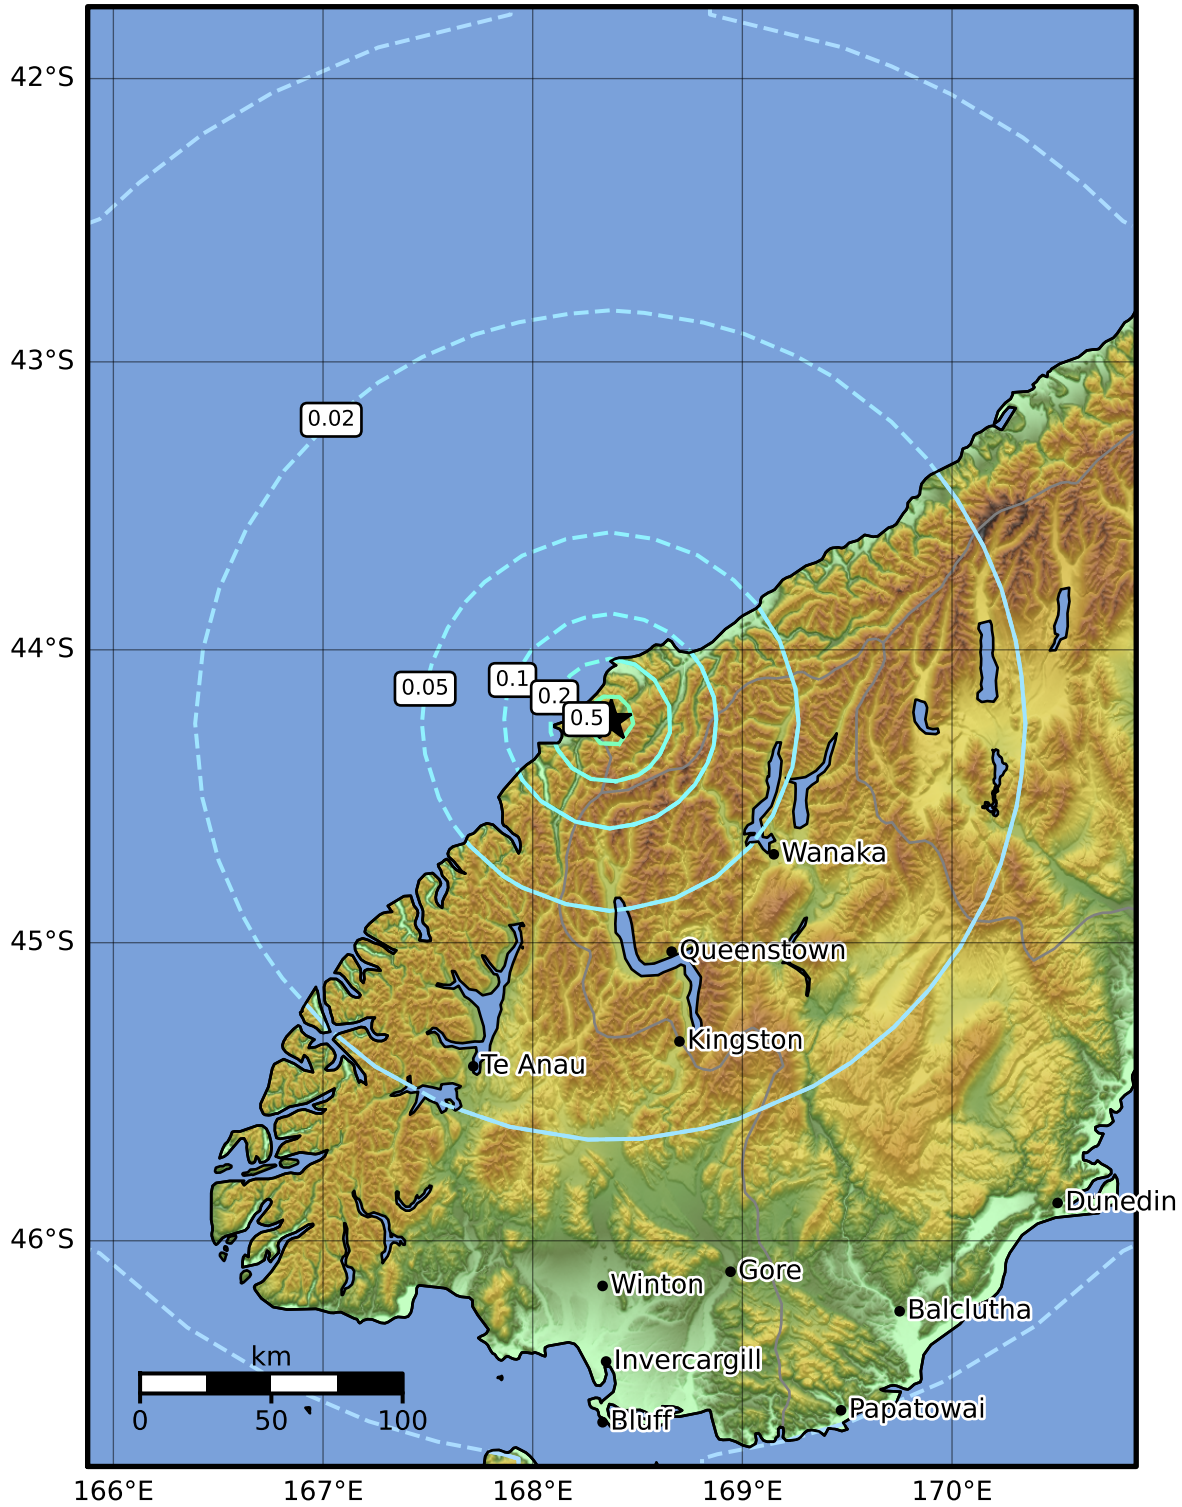 42°S
43°S
0.02
44°S
0.05
0.1
0.2
0.5
Wanaka
45°S
Queenstown
Kingston
Te Anau
Dunedin
46°S
Gore
Winton
Balclutha
km
Invercargill
Papatowai
0 50 100
Bluff
166°E 167°E 168°E 169°E 170°E